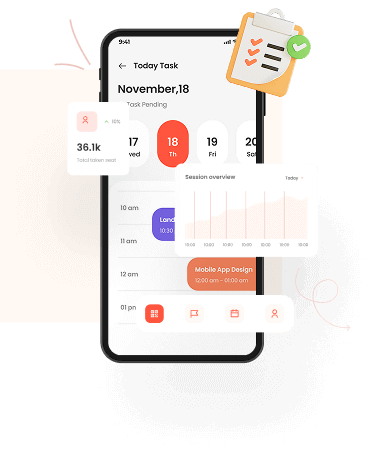 9:41
Today Task
November,18
Task Pending
10%
36.1k
Total taken read
17
Wed
18
Th
19
Fri
20
Sat
Session overview
Today
10 am
Land
10:30
11 am
12 am
Mobile App Design
12:00 am - 01:00 am
01 pm